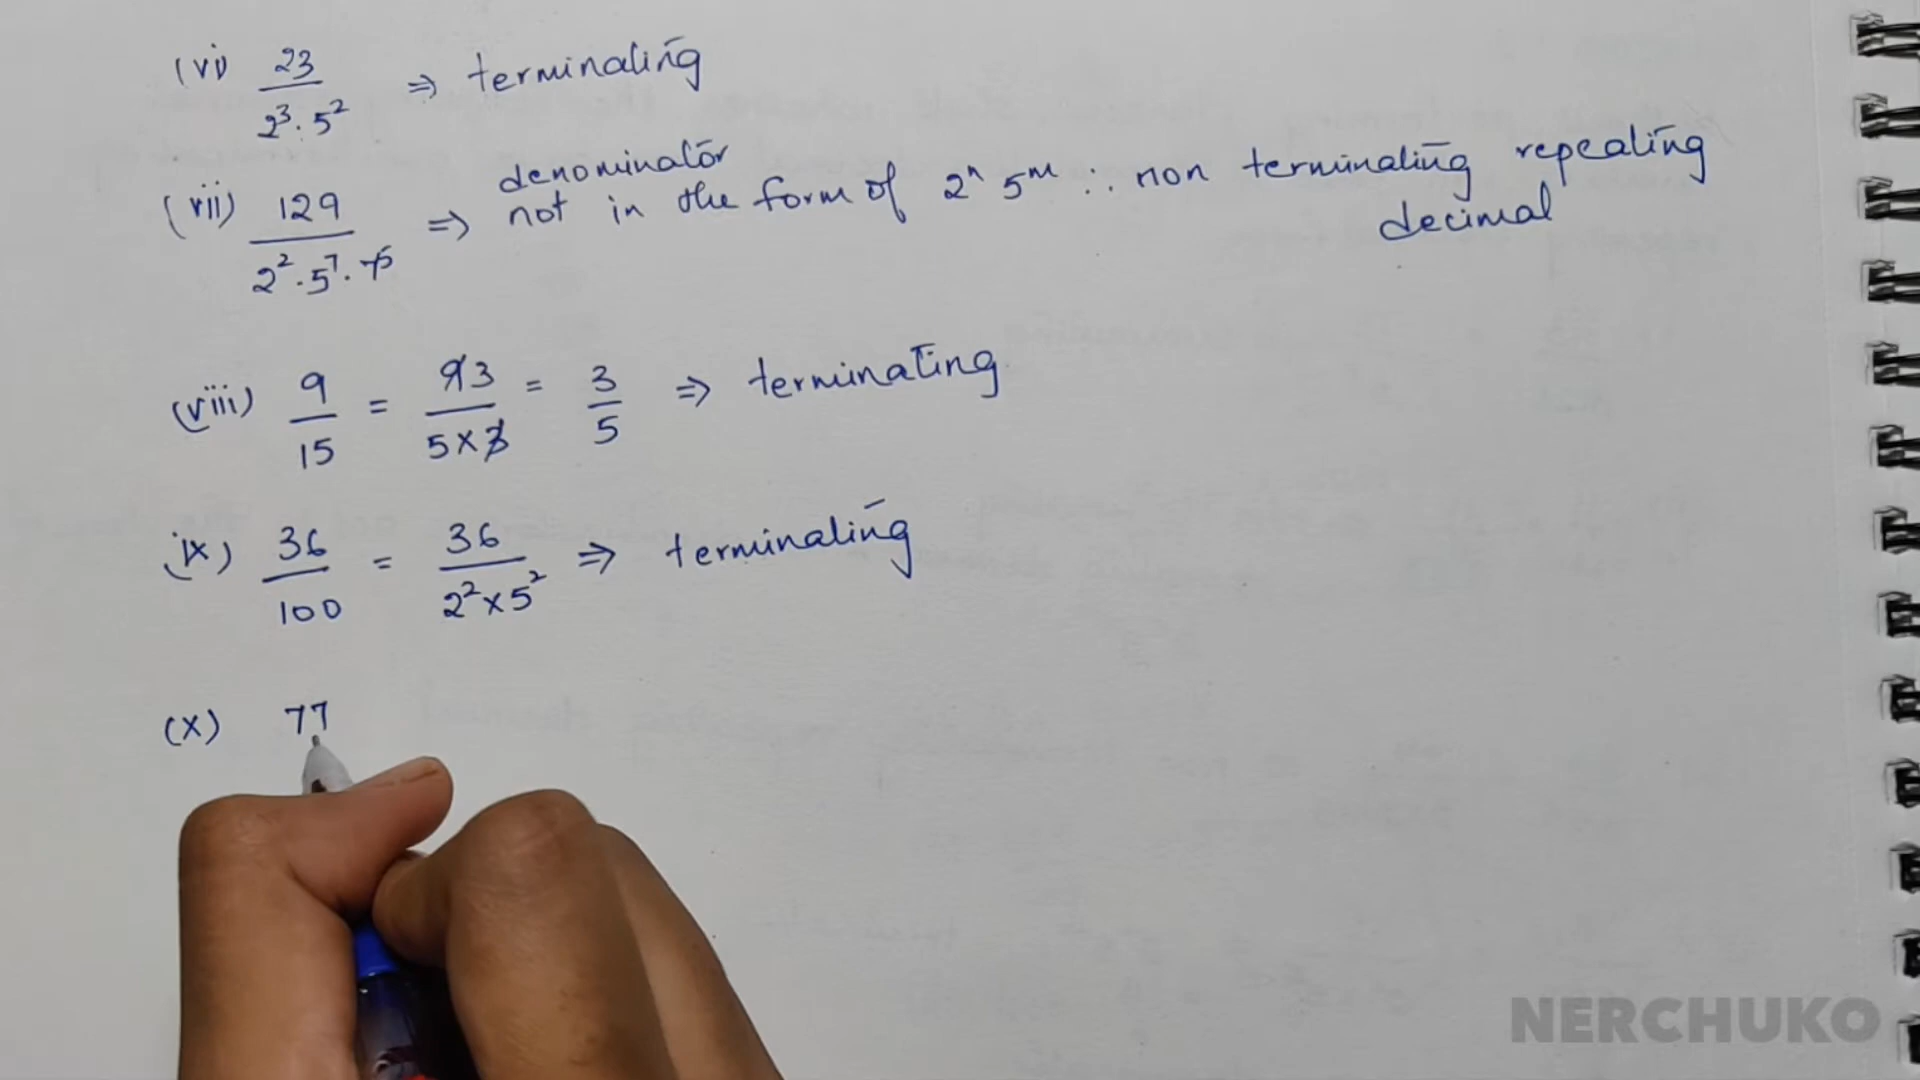 (vi) 23/2³·5² ⇒ terminating
(vii) 129/2²·5⁷·7⁵ ⇒ denominator not in the form of 2ⁿ 5ᵐ ∴ non terminating repeating decimal
(viii) 9/15 = 93/5×3 = 3/5 ⇒ terminating
(ix) 36/100 = 36/2²×5² ⇒ terminating
(x) 77
NERCHUKO